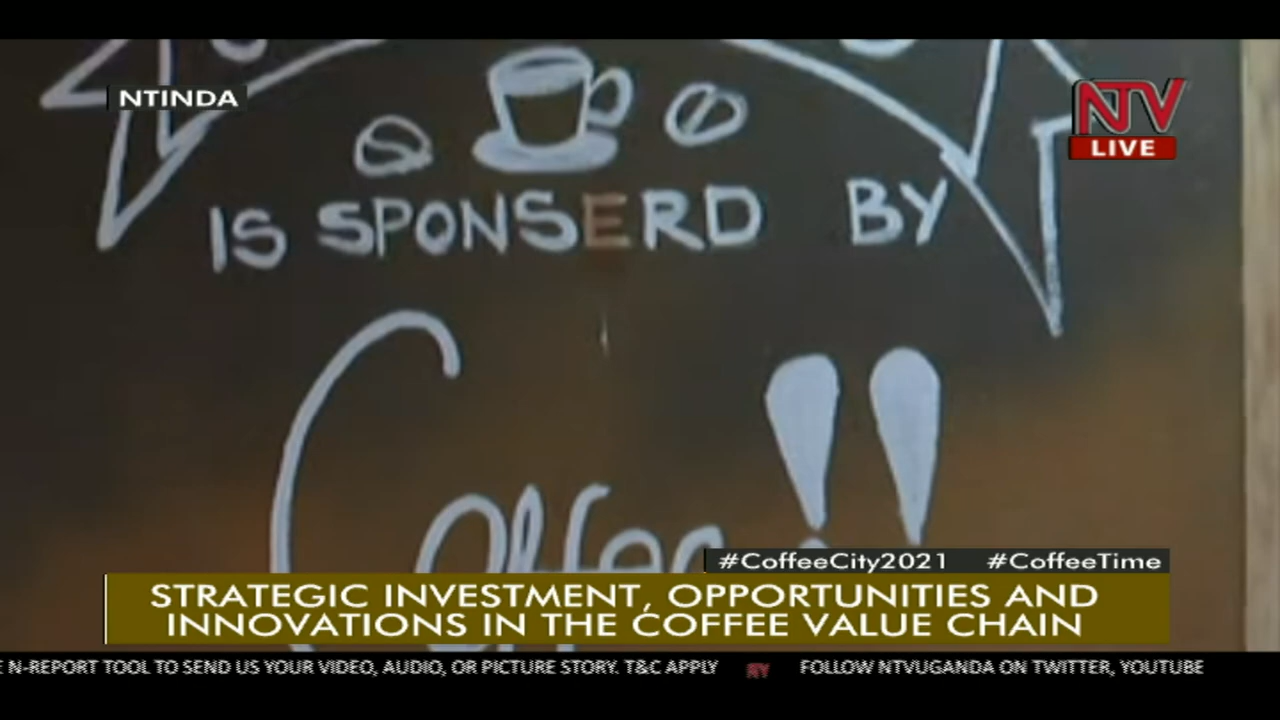 NTINDA
NTV
LIVE
IS SPONSERD BY
Coffee!!
#CoffeeCity2021 #CoffeeTime
STRATEGIC INVESTMENT, OPPORTUNITIES AND
INNOVATIONS IN THE COFFEE VALUE CHAIN
N-REPORT TOOL TO SEND US YOUR VIDEO, AUDIO, OR PICTURE STORY. T&C APPLY FOLLOW NTVUGANDA ON TWITTER, YOUTUBE